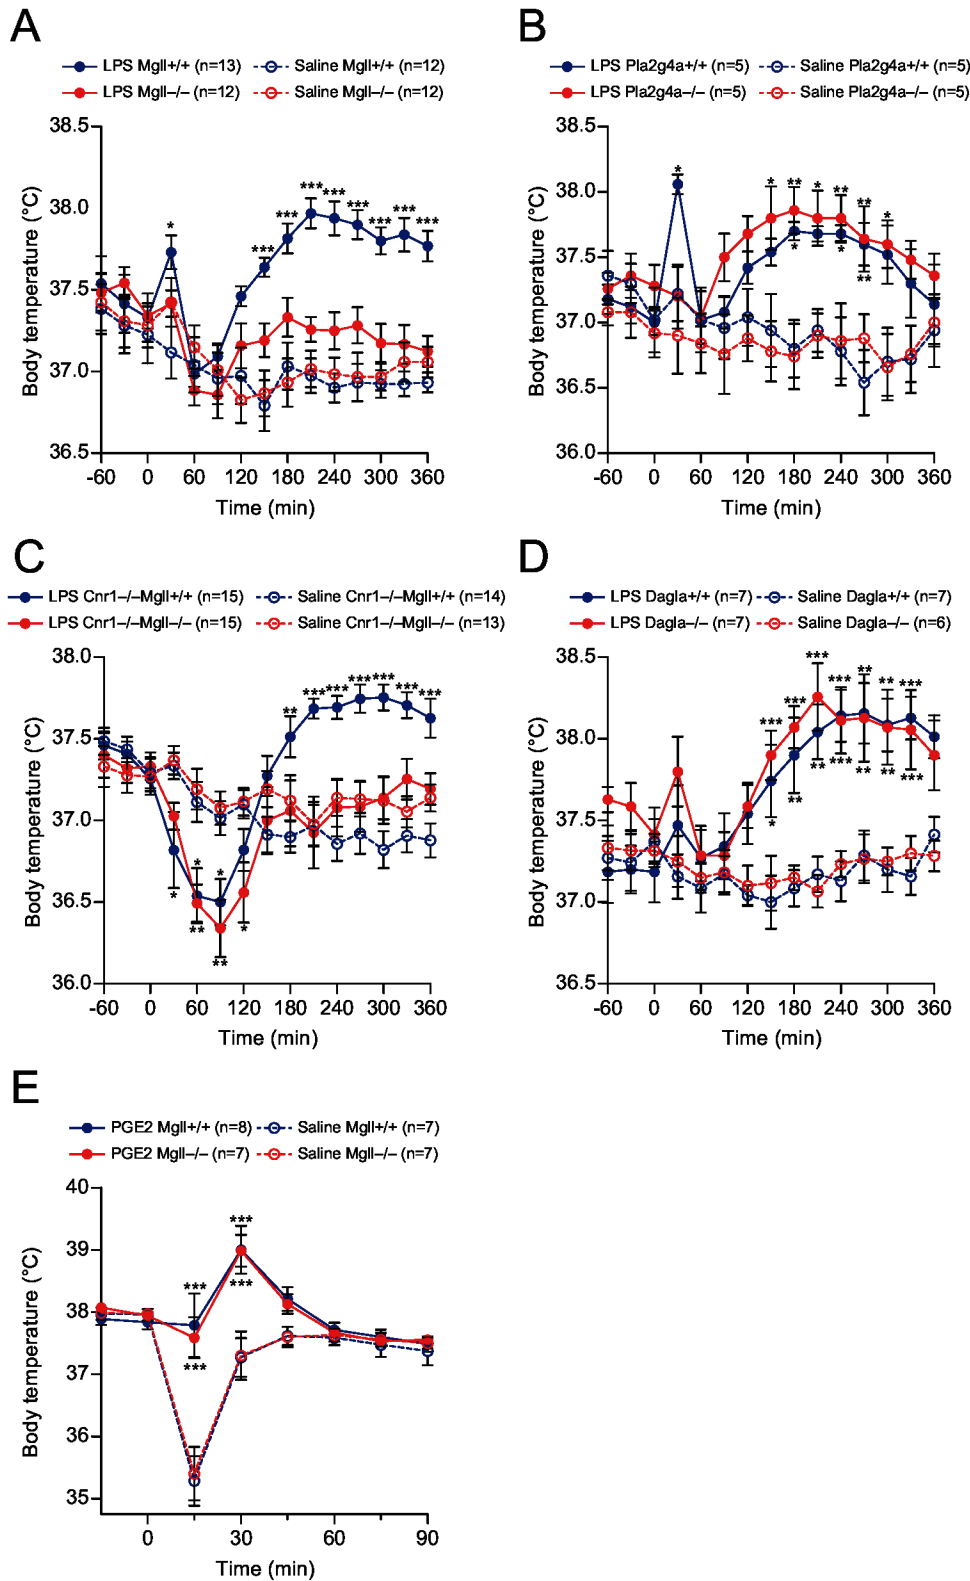 A
LPS Mgll+/+ (n=13)
Saline Mgll+/+ (n=12)
LPS Mgll–/– (n=12)
Saline Mgll–/– (n=12)
38.5
38.0
37.5
37.0
36.5
Body temperature (°C)
* *** *** *** *** *** *** *** ***
-60 0 60 120 180 240 300 360
Time (min)
B
LPS Pla2g4a+/+ (n=5)
Saline Pla2g4a+/+ (n=5)
LPS Pla2g4a–/– (n=5)
Saline Pla2g4a–/– (n=5)
38.5
38.0
37.5
37.0
36.5
36.0
Body temperature (°C)
* * ** * ** ** *
* * **
-60 0 60 120 180 240 300 360
Time (min)
C
LPS Cnr1–/–Mgll+/+ (n=15)
Saline Cnr1–/–Mgll+/+ (n=14)
LPS Cnr1–/–Mgll–/– (n=15)
Saline Cnr1–/–Mgll–/– (n=13)
38.0
37.5
37.0
36.5
36.0
Body temperature (°C)
** *** *** *** *** *** ***
* *
* ** ** *
-60 0 60 120 180 240 300 360
Time (min)
D
LPS Dagla+/+ (n=7)
Saline Dagla+/+ (n=7)
LPS Dagla–/– (n=7)
Saline Dagla–/– (n=6)
38.5
38.0
37.5
37.0
36.5
Body temperature (°C)
*** *** *** *** ** ** ***
* ** ** *** ** ** ***
-60 0 60 120 180 240 300 360
Time (min)
E
PGE2 Mgll+/+ (n=8)
Saline Mgll+/+ (n=7)
PGE2 Mgll–/– (n=7)
Saline Mgll–/– (n=7)
40
39
38
37
36
35
Body temperature (°C)
*** ***
*** ***
0 30 60 90
Time (min)